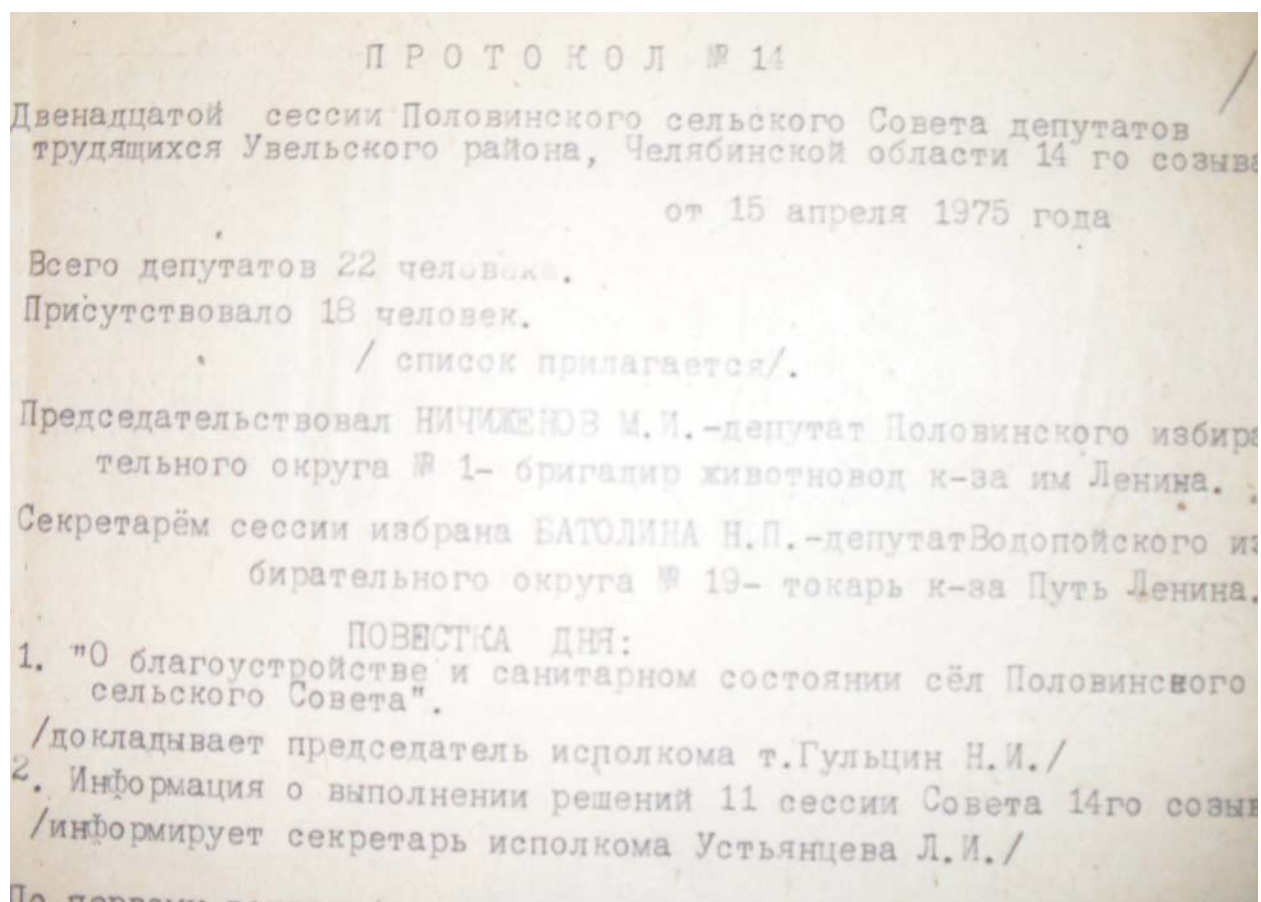 П Р О Т О К О Л № 14
Двенадцатой сессии Половинского сельского Совета депутатов
трудящихся Увельского района, Челябинской области 14 го созыва
от 15 апреля 1975 года
Всего депутатов 22 человека.
Присутствовало 18 человек.
/ список прилагается/.
Председательствовал НИЧИЖЕНОВ М.И.-депутат Половинского избира
тельного округа № 1- бригадир животновод к-за им Ленина.
Секретарём сессии избрана БАТОЛИНА Н.П.-депутатВодопойского из
бирательного округа № 19- токарь к-за Путь Ленина.
ПОВЕСТКА ДНЯ:
1. "О благоустройстве и санитарном состоянии сёл Половинского
сельского Совета".
/докладывает председатель исполкома т.Гульцин Н.И./
2. Информация о выполнении решений 11 сессии Совета 14го созыв
/информирует секретарь исполкома Устьянцева Л.И./
По первому